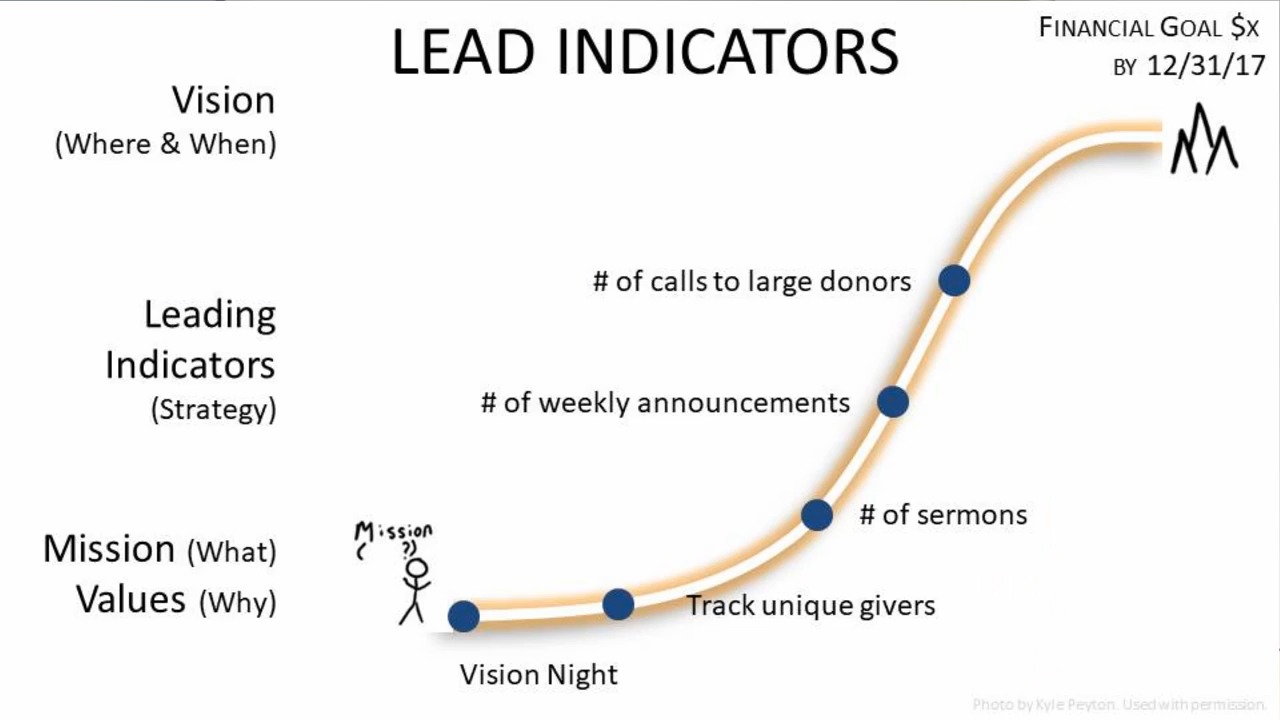 LEAD INDICATORS
FINANCIAL GOAL $X
BY 12/31/17
Vision
(Where & When)
# of calls to large donors
Leading
Indicators
(Strategy)
# of weekly announcements
# of sermons
Mission
( ?)
Mission (What)
Values (Why)
Track unique givers
Vision Night
Photo by Kyle Peyton. Used with permission.